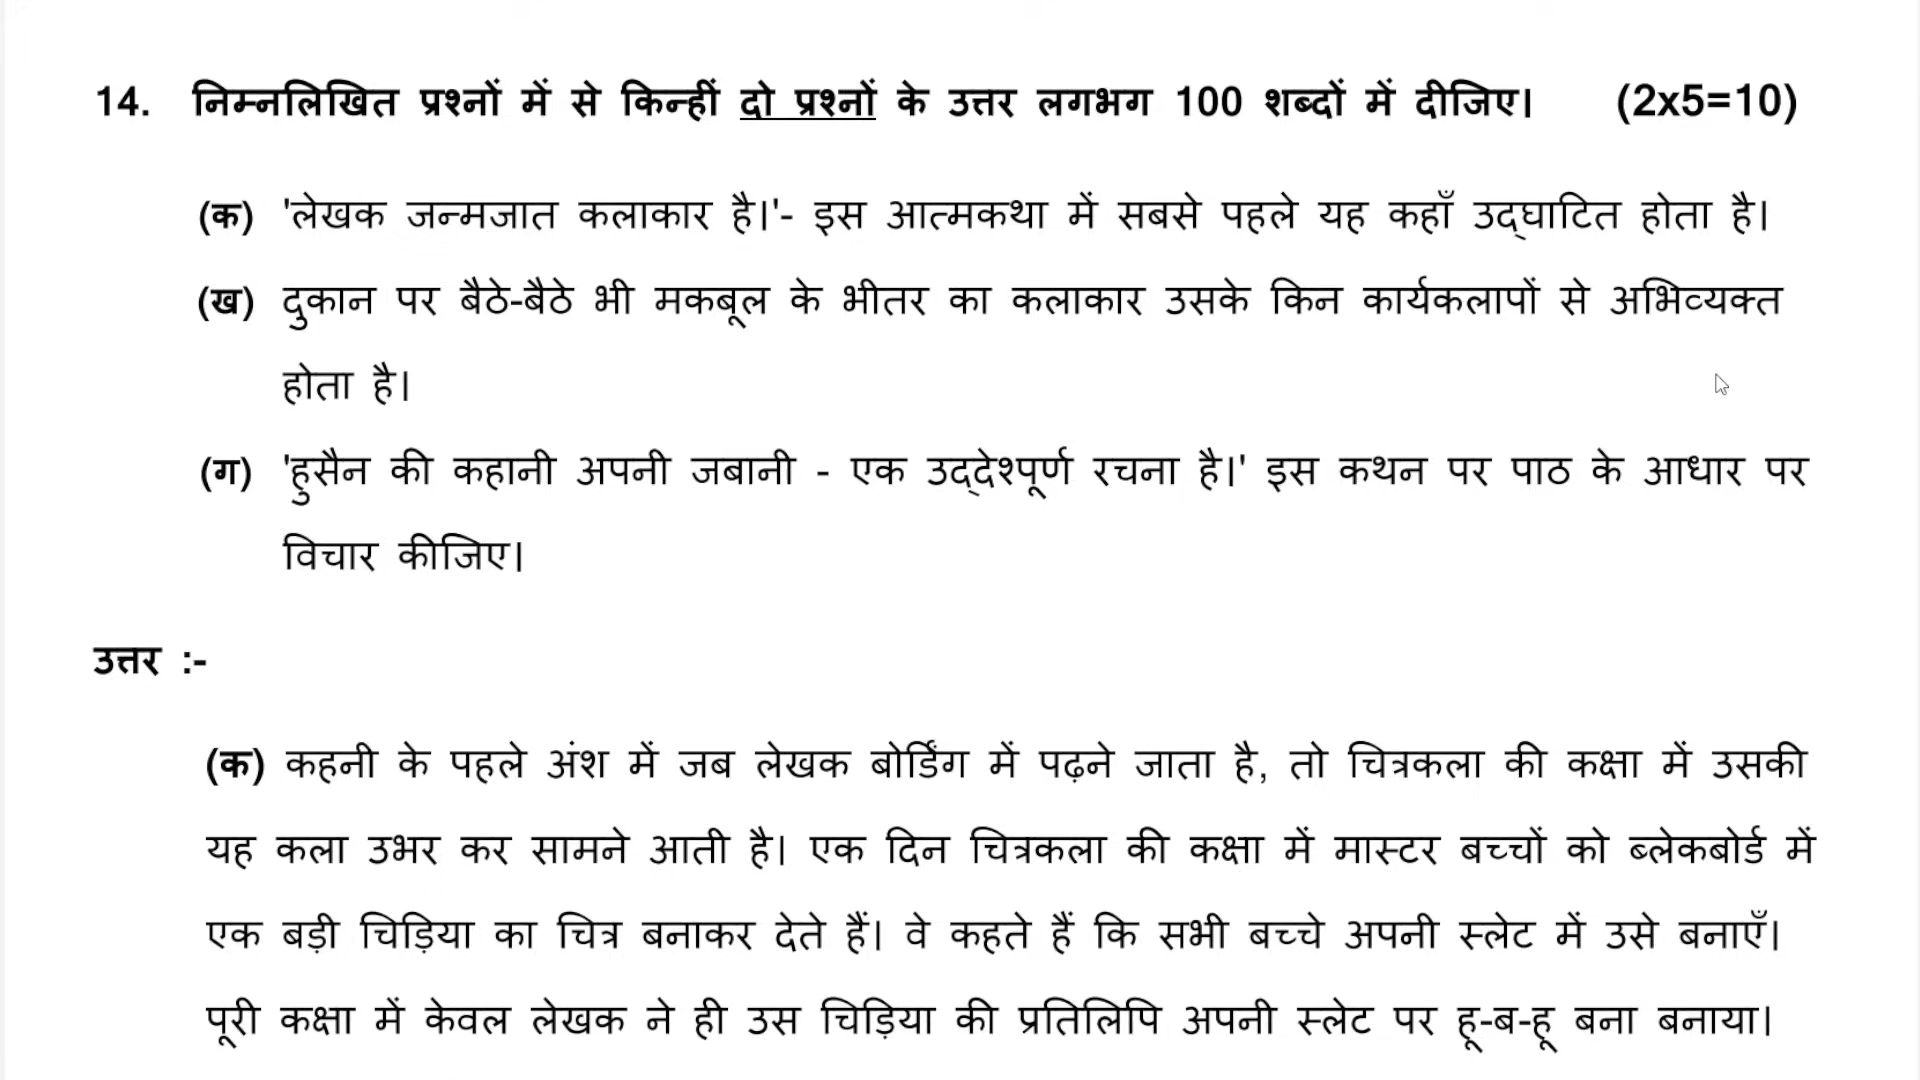 14. निम्नलिखित प्रश्नों में से किन्हीं दो प्रश्नों के उत्तर लगभग 100 शब्दों में दीजिए। (2x5=10)
(क) 'लेखक जन्मजात कलाकार है।'- इस आत्मकथा में सबसे पहले यह कहाँ उद्घाटित होता है।
(ख) दुकान पर बैठे-बैठे भी मकबूल के भीतर का कलाकार उसके किन कार्यकलापों से अभिव्यक्त
होता है।
(ग) 'हुसैन की कहानी अपनी जबानी - एक उद्देश्पूर्ण रचना है।' इस कथन पर पाठ के आधार पर
विचार कीजिए।
उत्तर :-
(क) कहनी के पहले अंश में जब लेखक बोर्डिंग में पढ़ने जाता है, तो चित्रकला की कक्षा में उसकी
यह कला उभर कर सामने आती है। एक दिन चित्रकला की कक्षा में मास्टर बच्चों को ब्लेकबोर्ड में
एक बड़ी चिड़िया का चित्र बनाकर देते हैं। वे कहते हैं कि सभी बच्चे अपनी स्लेट में उसे बनाएँ।
पूरी कक्षा में केवल लेखक ने ही उस चिड़िया की प्रतिलिपि अपनी स्लेट पर हू-ब-हू बना बनाया।